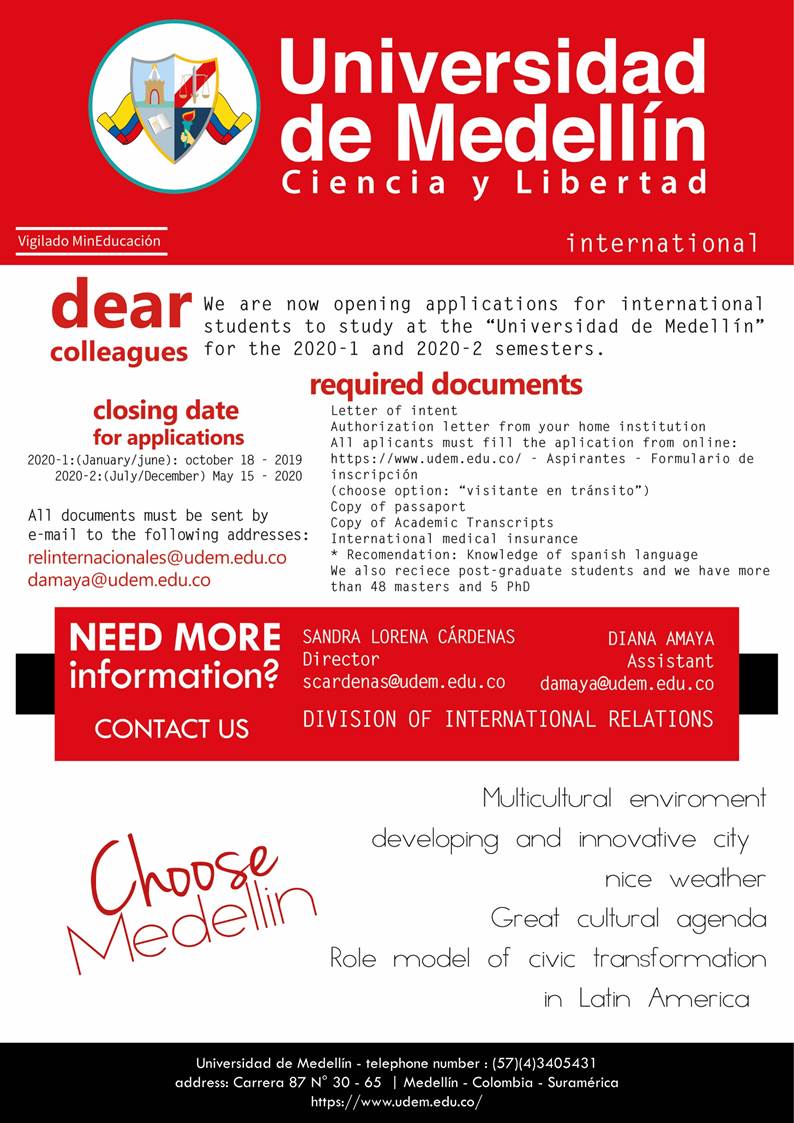 Universidad
de Medellín
Ciencia y Libertad
Vigilado MinEducación
international
dear
colleagues
We are now opening applications for international
students to study at the “Universidad de Medellín”
for the 2020-1 and 2020-2 semesters.
closing date
for applications
2020-1:(January/june): october 18 - 2019
2020-2:(July/December) May 15 - 2020
All documents must be sent by
e-mail to the following addresses:
relinternacionales@udem.edu.co
damaya@udem.edu.co
required documents
Letter of intent
Authorization letter from your home institution
All aplicants must fill the aplication from online:
https://www.udem.edu.co/ - Aspirantes - Formulario de
inscripción
(choose option: “visitante en tránsito”)
Copy of passaport
Copy of Academic Transcripts
International medical insurance
* Recomendation: Knowledge of spanish language
We also reciece post-graduate students and we have more
than 48 masters and 5 PhD
NEED MORE
information?
CONTACT US
SANDRA LORENA CÁRDENAS
Director
scardenas@udem.edu.co
DIANA AMAYA
Assistant
damaya@udem.edu.co
DIVISION OF INTERNATIONAL RELATIONS
Choose
Medellin
Multicultural enviroment
developing and innovative city
nice weather
Great cultural agenda
Role model of civic transformation
in Latin America
Universidad de Medellín - telephone number : (57)(4)3405431
address: Carrera 87 N° 30 - 65 | Medellín - Colombia - Suramérica
https://www.udem.edu.co/